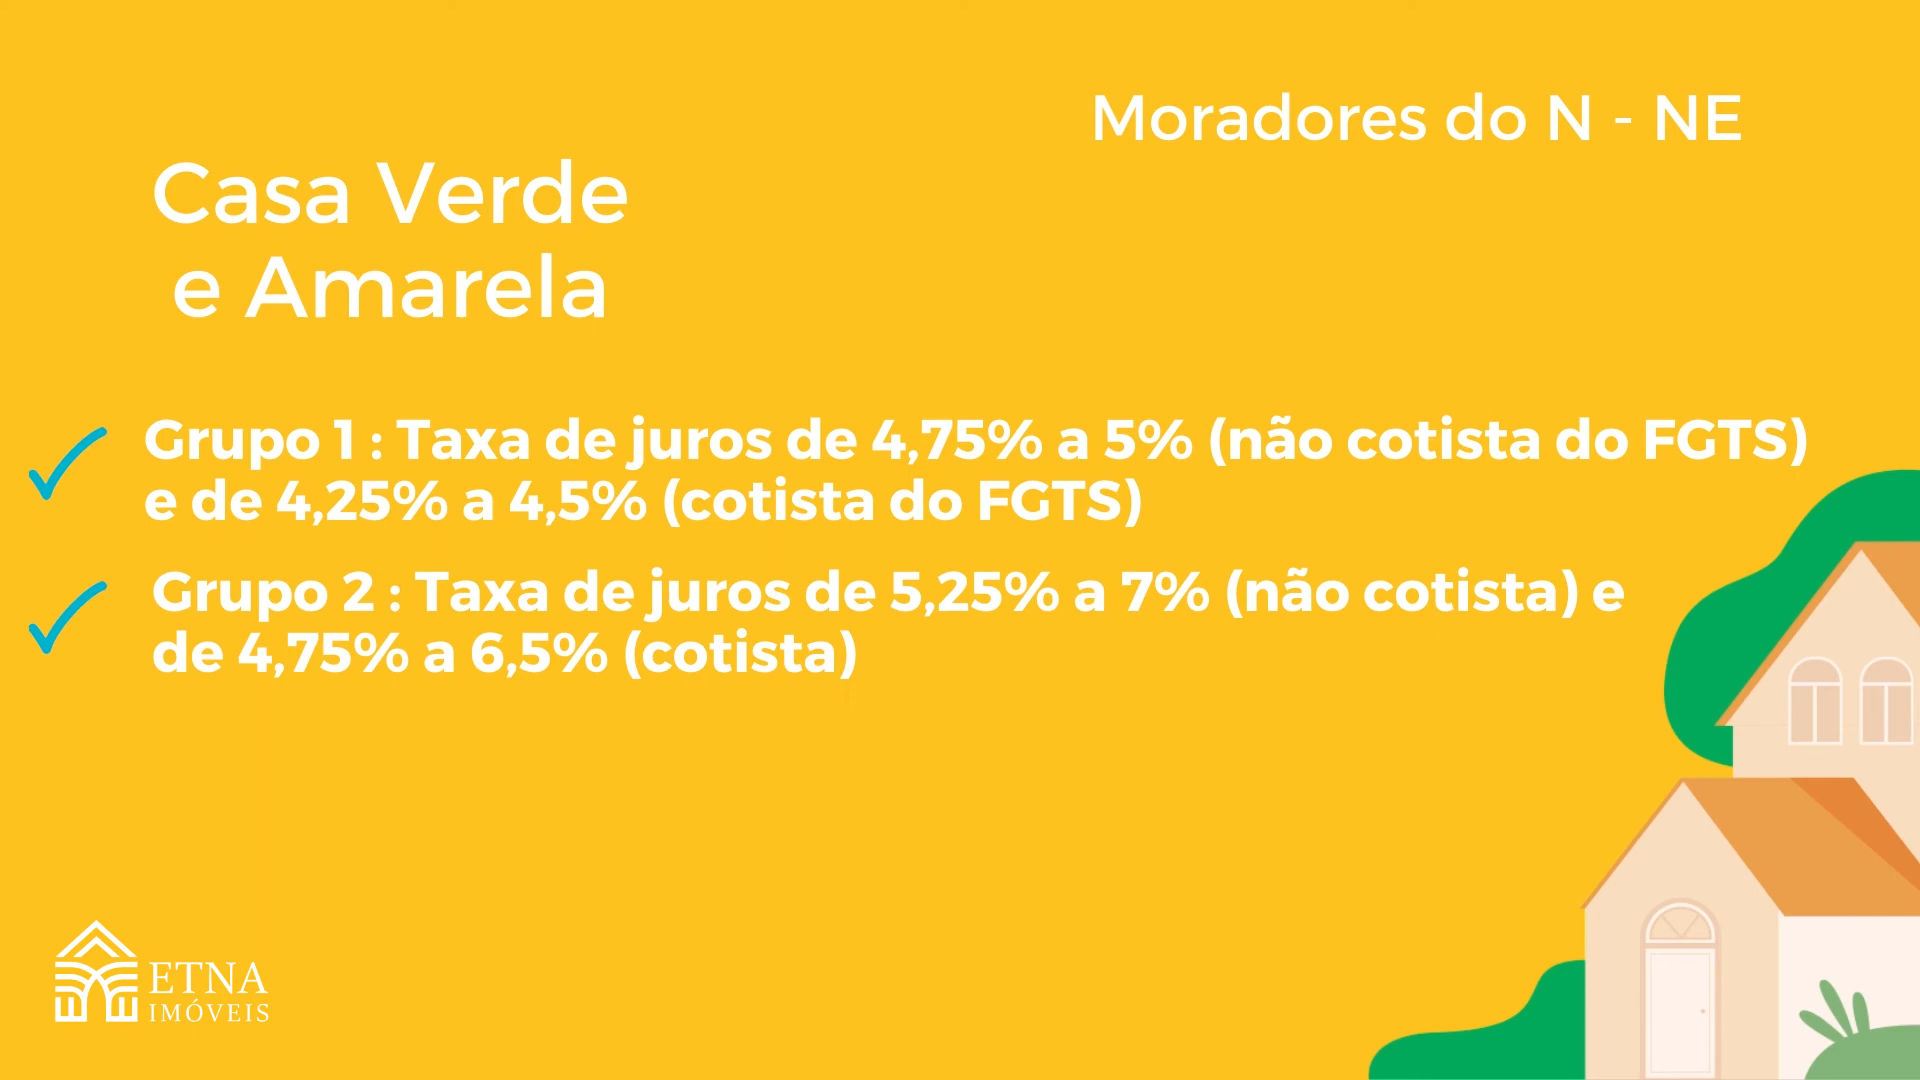 Moradores do N - NE
Casa Verde
e Amarela
Grupo 1 : Taxa de juros de 4,75% a 5% (não cotista do FGTS)
e de 4,25% a 4,5% (cotista do FGTS)
Grupo 2 : Taxa de juros de 5,25% a 7% (não cotista) e
de 4,75% a 6,5% (cotista)
ETNA
IMÓVEIS